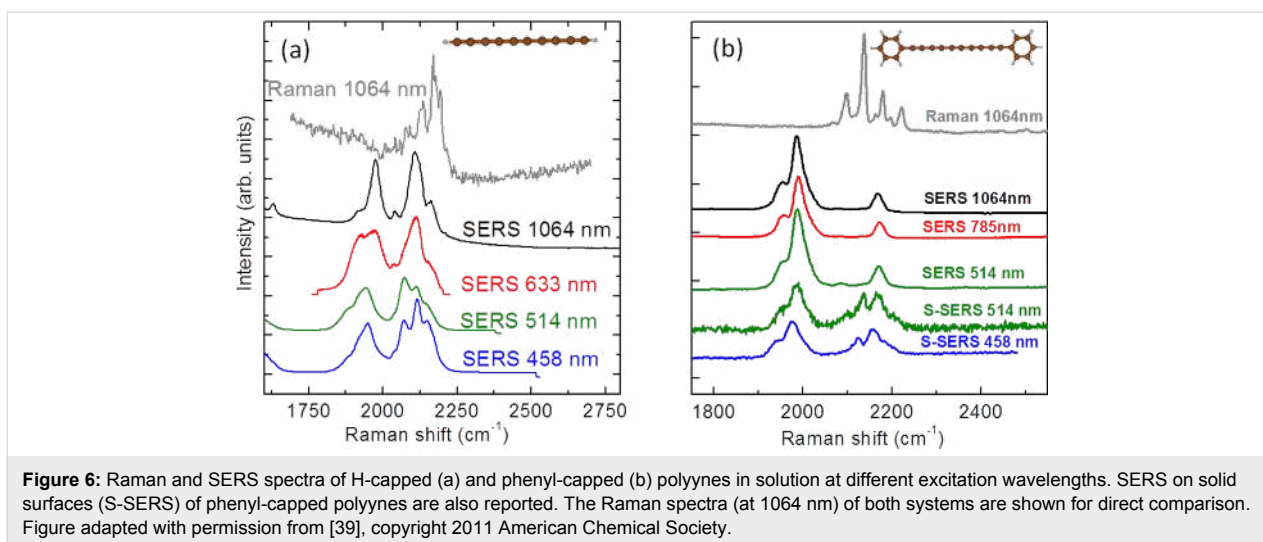 (a)
Raman 1064 nm
SERS 1064 nm
SERS 633 nm
SERS 514 nm
SERS 458 nm
Intensity (arb. units)
1750 2000 2250 2500 2750
Raman shift (cm⁻¹)
(b)
Raman 1064nm
SERS 1064nm
SERS 785nm
SERS 514 nm
S-SERS 514 nm
S-SERS 458 nm
1800 2000 2200 2400
Raman shift (cm⁻¹)
Figure 6: Raman and SERS spectra of H-capped (a) and phenyl-capped (b) polyynes in solution at different excitation wavelengths. SERS on solid
surfaces (S-SERS) of phenyl-capped polyynes are also reported. The Raman spectra (at 1064 nm) of both systems are shown for direct comparison.
Figure adapted with permission from [39], copyright 2011 American Chemical Society.